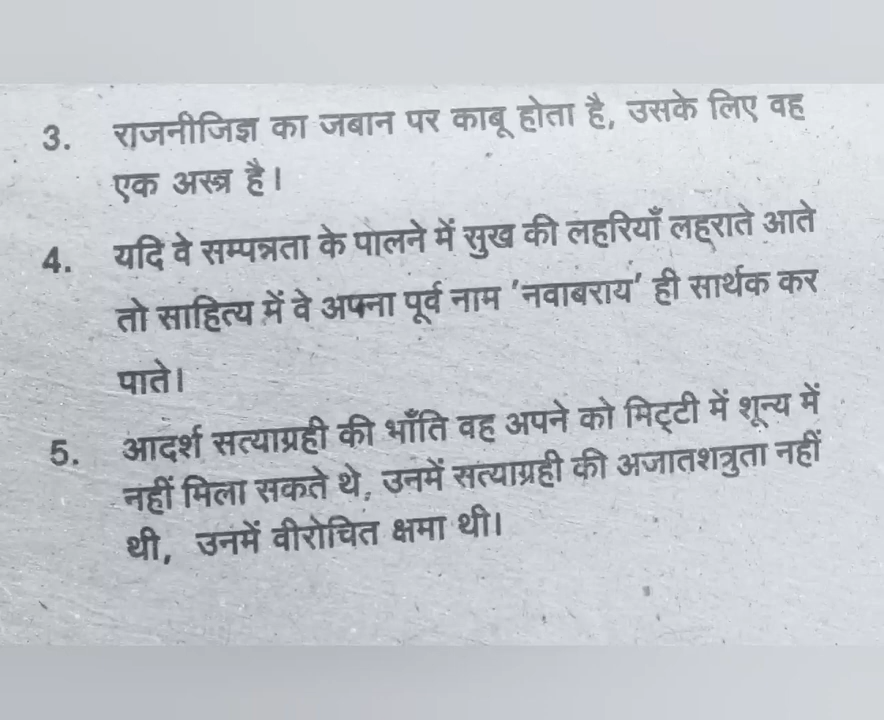 3. राजनीजिज्ञ का जबान पर काबू होता है, उसके लिए वह
एक अस्त्र है।
4. यदि वे सम्पन्नता के पालने में सुख की लहरियाँ लहराते आते
तो साहित्य में वे अपना पूर्व नाम 'नवाबराय' ही सार्थक कर
पाते।
5. आदर्श सत्याग्रही की भाँति वह अपने को मिट्टी में शून्य में
नहीं मिला सकते थे, उनमें सत्याग्रही की अजातशत्रुता नहीं
थी, उनमें वीरोचित क्षमा थी।